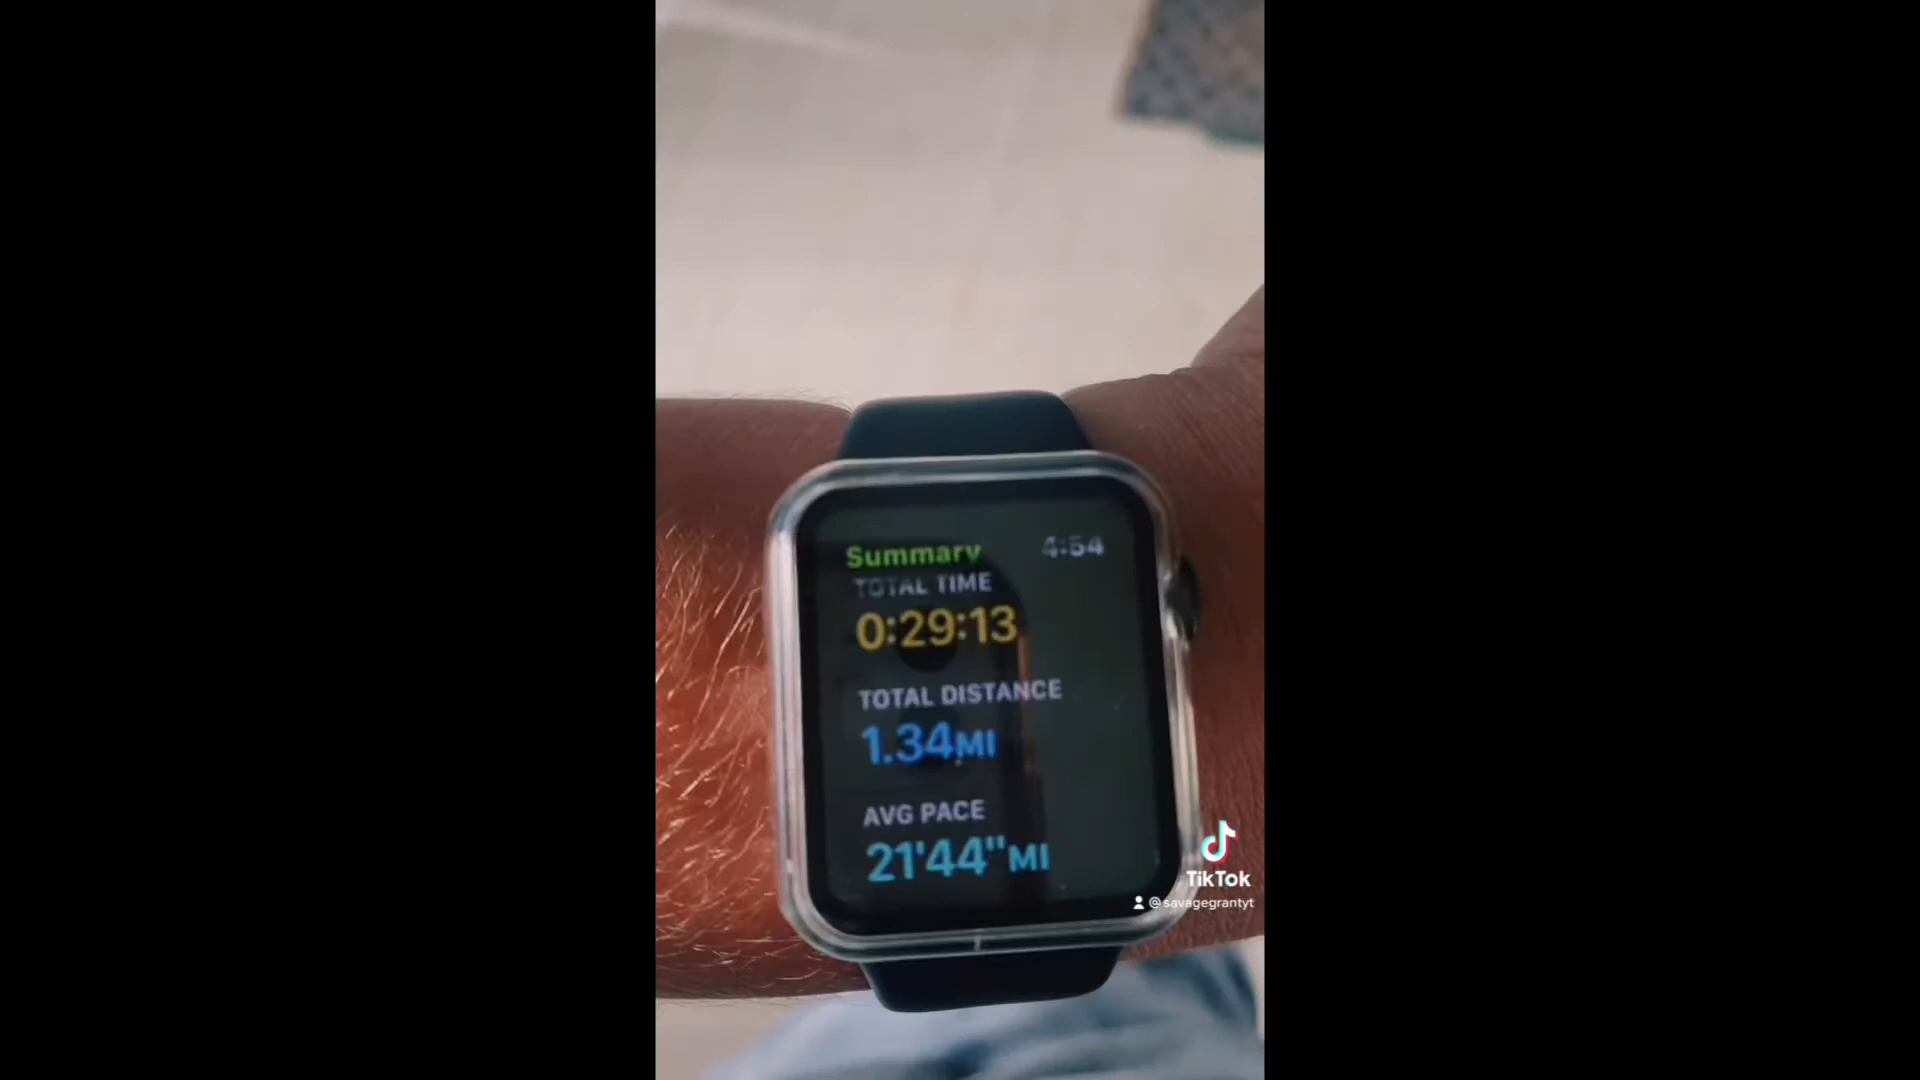 Summary 4:54
TOTAL TIME
0:29:13
TOTAL DISTANCE
1.34MI
AVG PACE
21'44"MI
TikTok
@savagegrantyt